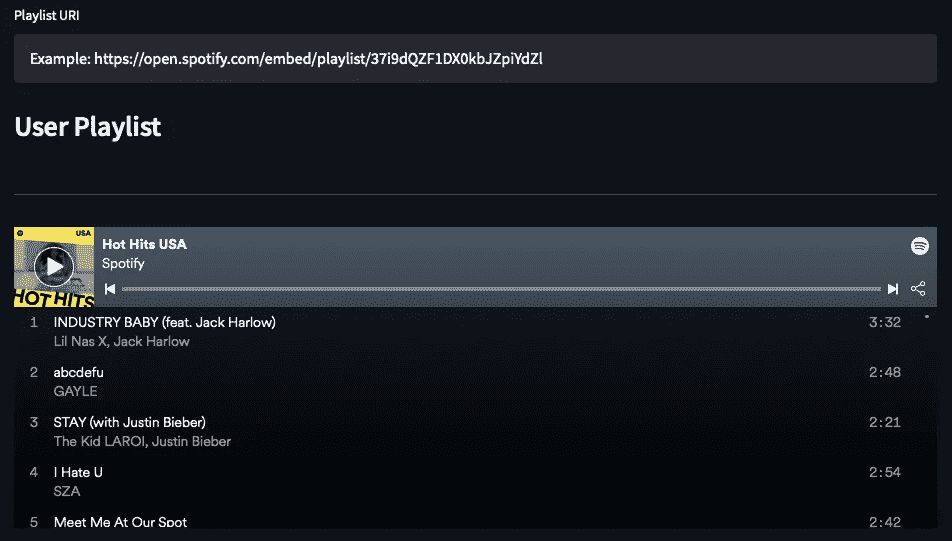 Playlist URI
Example: https://open.spotify.com/embed/playlist/37i9dQZF1DX0kbJZpiYdZl
User Playlist
USA
HOT HITS
Hot Hits USA
Spotify
1 INDUSTRY BABY (feat. Jack Harlow) 3:32
Lil Nas X, Jack Harlow
2 abcdefu 2:48
GAYLE
3 STAY (with Justin Bieber) 2:21
The Kid LAROI, Justin Bieber
4 I Hate U 2:54
SZA
5 Meet Me At Our Spot 2:42